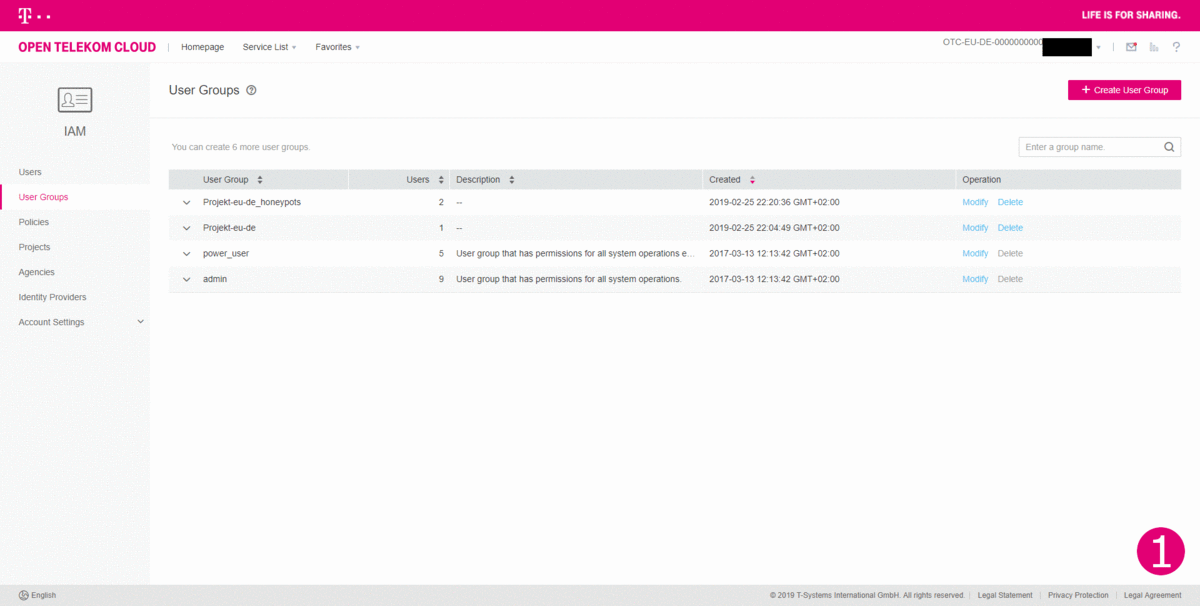 T
LIFE IS FOR SHARING.
OPEN TELEKOM CLOUD
Homepage Service List Favorites OTC-EU-DE-0000000000
IAM
Users
User Groups
Policies
Projects
Agencies
Identity Providers
Account Settings
User Groups
+ Create User Group
You can create 6 more user groups.
Enter a group name.
User Group Users Description Created Operation
Projekt-eu-de_honeypots 2 -- 2019-02-25 22:20:36 GMT+02:00 Modify Delete
Projekt-eu-de 1 -- 2019-02-25 22:04:49 GMT+02:00 Modify Delete
power_user 5 User group that has permissions for all system operations e... 2017-03-13 12:13:42 GMT+02:00 Modify Delete
admin 9 User group that has permissions for all system operations. 2017-03-13 12:13:42 GMT+02:00 Modify Delete
1
English
© 2019 T-Systems International GmbH. All rights reserved. | Legal Statement | Privacy Protection | Legal Agreement